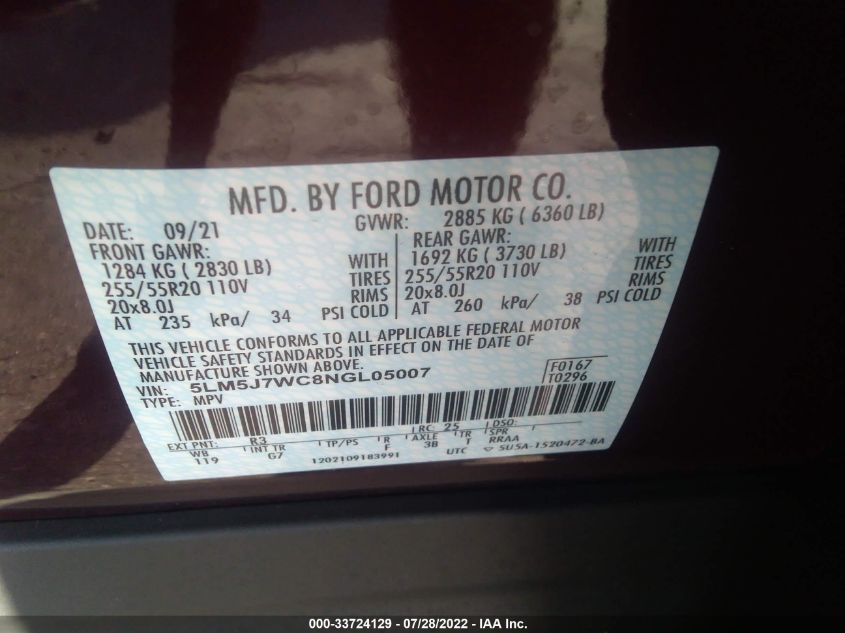 MFD. BY FORD MOTOR CO.
DATE: 09/21 GVWR: 2885 KG ( 6360 LB)
FRONT GAWR: REAR GAWR:
1284 KG ( 2830 LB) WITH 1692 KG ( 3730 LB) WITH
255/55R20 110V TIRES 255/55R20 110V TIRES
20x8.0J RIMS 20x8.0J RIMS
AT 235 kPa/ 34 PSI COLD AT 260 kPa/ 38 PSI COLD
THIS VEHICLE CONFORMS TO ALL APPLICABLE FEDERAL MOTOR
VEHICLE SAFETY STANDARDS IN EFFECT ON THE DATE OF
MANUFACTURE SHOWN ABOVE.
VIN: 5LM5J7WC8NGL05007 F0167
TYPE: MPV T0296
EXT PNT: R3 RC: 25 DSO:
WB INT TR TP/PS R AXLE TR SPR
119 G7 F 38 T RRAA
1202109183991 UTC SU5A-1520472-BA
000-33724129 - 07/28/2022 - IAA Inc.